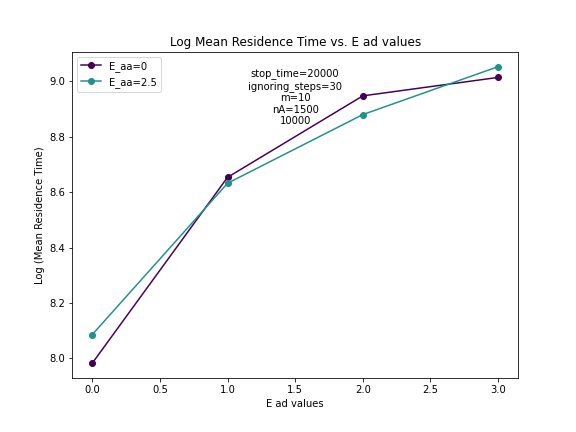 Log Mean Residence Time vs. E ad values
E_aa=0
E_aa=2.5
stop_time=20000
ignoring_steps=30
m=10
nA=1500
10000
Log (Mean Residence Time)
9.0
8.8
8.6
8.4
8.2
8.0
0.0 0.5 1.0 1.5 2.0 2.5 3.0
E ad values